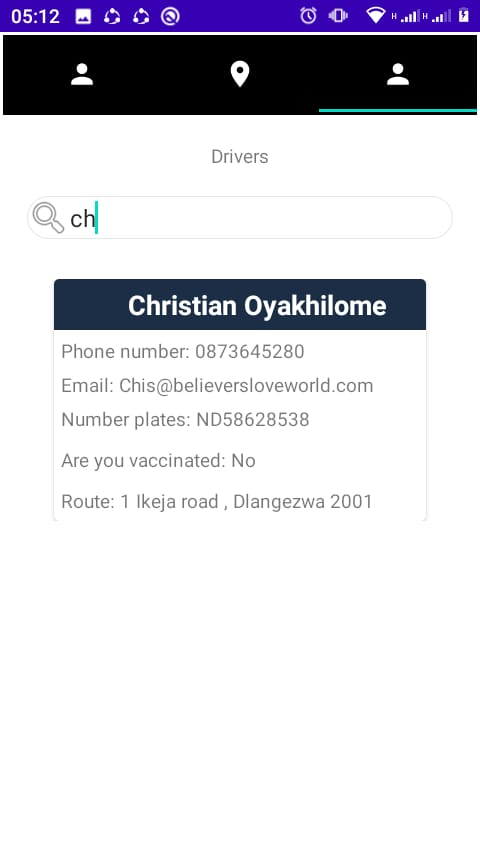 05:12
H H
Drivers
ch
Christian Oyakhilome
Phone number: 0873645280
Email: Chis@believersloveworld.com
Number plates: ND58628538
Are you vaccinated: No
Route: 1 Ikeja road , Dlangezwa 2001